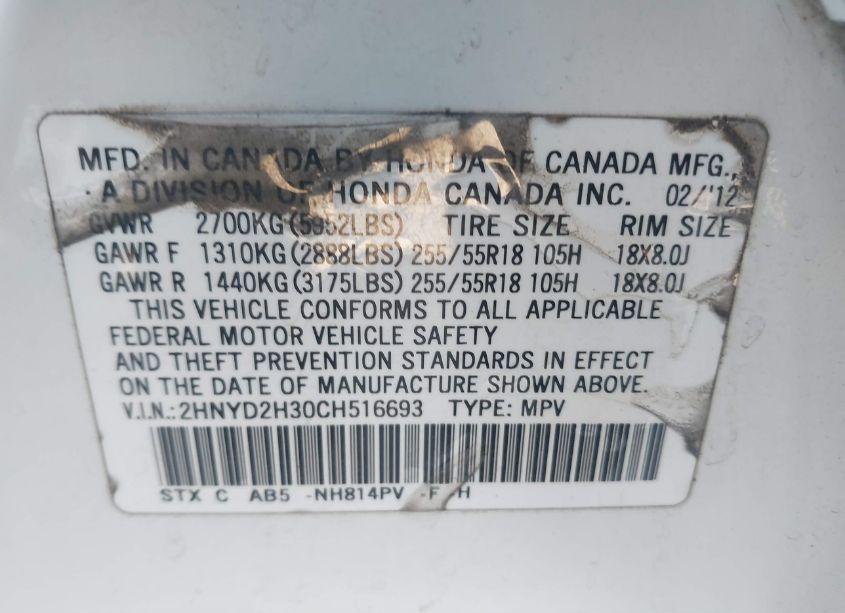 MFD. IN CANADA BY HONDA OF CANADA MFG.,
A DIVISION OF HONDA CANADA INC. 02/'12
GVWR 2700KG(5952LBS) TIRE SIZE RIM SIZE
GAWR F 1310KG(2888LBS) 255/55R18 105H 18X8.0J
GAWR R 1440KG(3175LBS) 255/55R18 105H 18X8.0J
THIS VEHICLE CONFORMS TO ALL APPLICABLE
FEDERAL MOTOR VEHICLE SAFETY
AND THEFT PREVENTION STANDARDS IN EFFECT
ON THE DATE OF MANUFACTURE SHOWN ABOVE.
V.I.N.:2HNYD2H30CH516693 TYPE: MPV
STX C AB5 -NH814PV -F -H